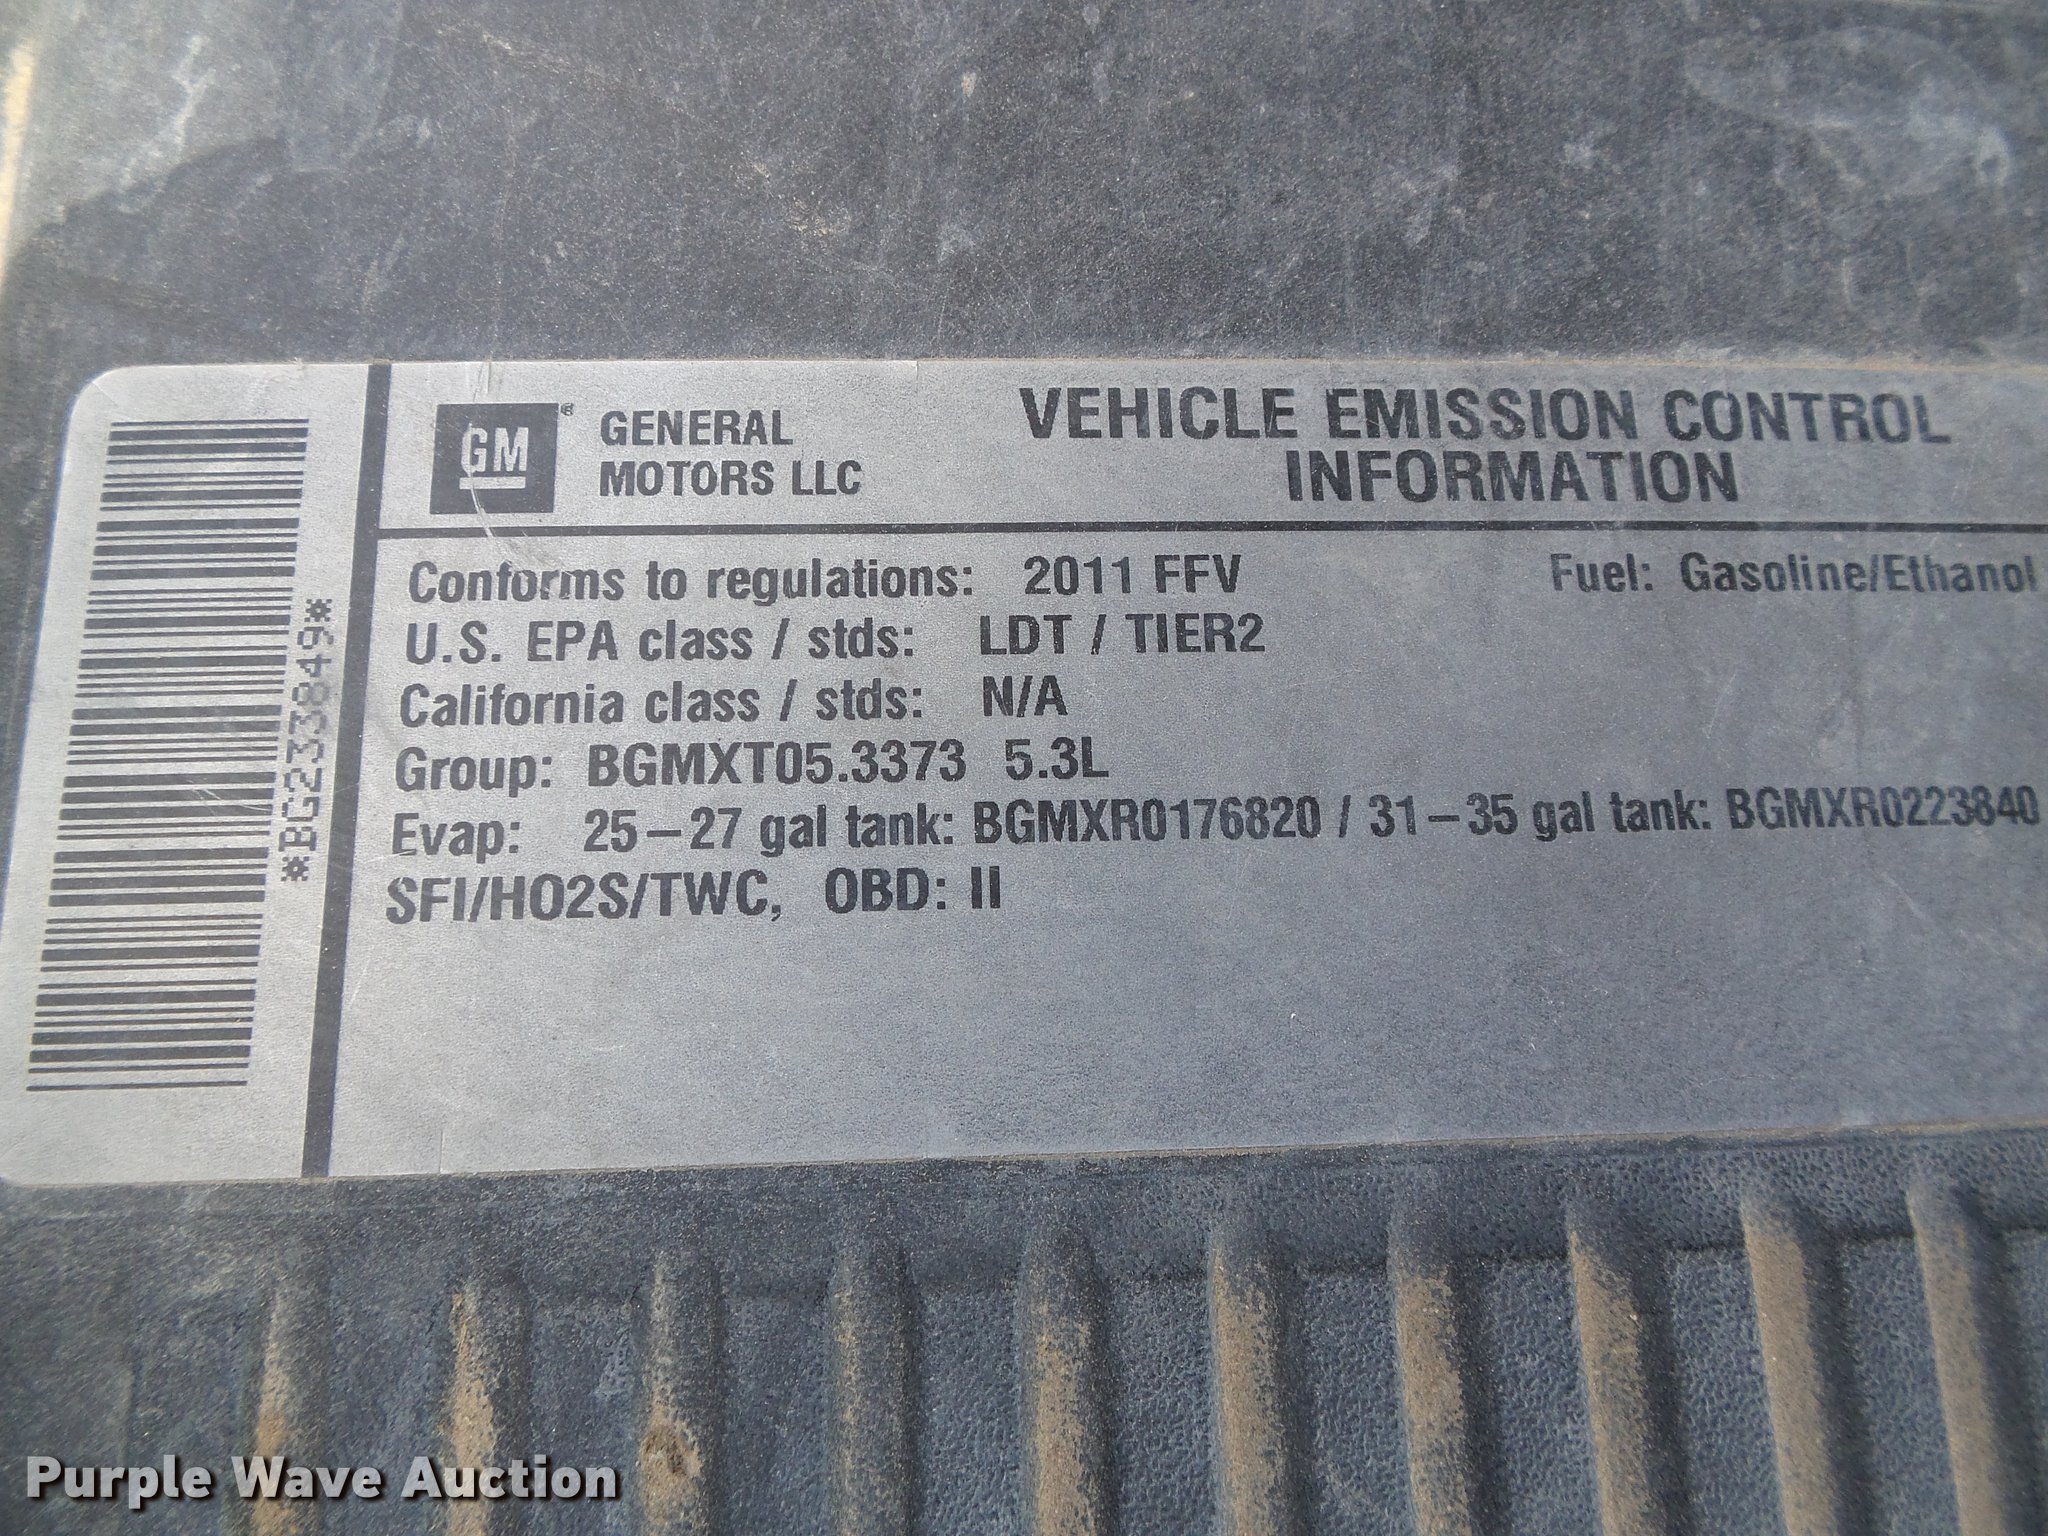 *BG233849*
GM®
GENERAL
MOTORS LLC
VEHICLE EMISSION CONTROL
INFORMATION
Conforms to regulations: 2011 FFV Fuel: Gasoline/Ethanol
U.S. EPA class / stds: LDT / TIER2
California class / stds: N/A
Group: BGMXT05.3373 5.3L
Evap: 25-27 gal tank: BGMXR0176820 / 31-35 gal tank: BGMXR0223840
SFI/HO2S/TWC, OBD: II
Purple Wave Auction